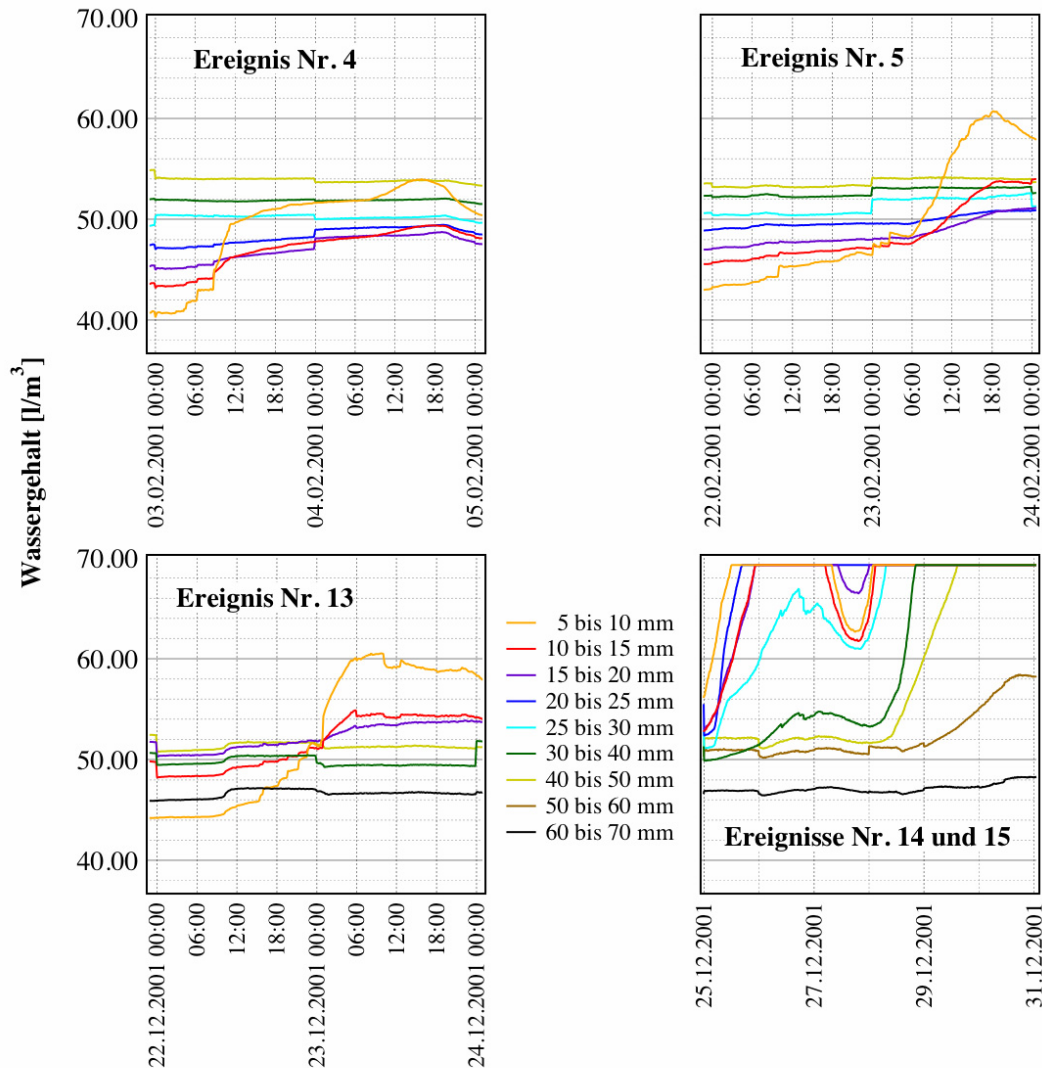 Wassergehalt [l/m³]
70.00
60.00
50.00
40.00
Ereignis Nr. 4
03.02.2001 00:00
06:00
12:00
18:00
04.02.2001 00:00
06:00
12:00
18:00
05.02.2001 00:00
Ereignis Nr. 5
22.02.2001 00:00
06:00
12:00
18:00
23.02.2001 00:00
06:00
12:00
18:00
24.02.2001 00:00
70.00
60.00
50.00
40.00
Ereignis Nr. 13
22.12.2001 00:00
06:00
12:00
18:00
23.12.2001 00:00
06:00
12:00
18:00
24.12.2001 00:00
5 bis 10 mm
10 bis 15 mm
15 bis 20 mm
20 bis 25 mm
25 bis 30 mm
30 bis 40 mm
40 bis 50 mm
50 bis 60 mm
60 bis 70 mm
Ereignisse Nr. 14 und 15
25.12.2001
27.12.2001
29.12.2001
31.12.2001